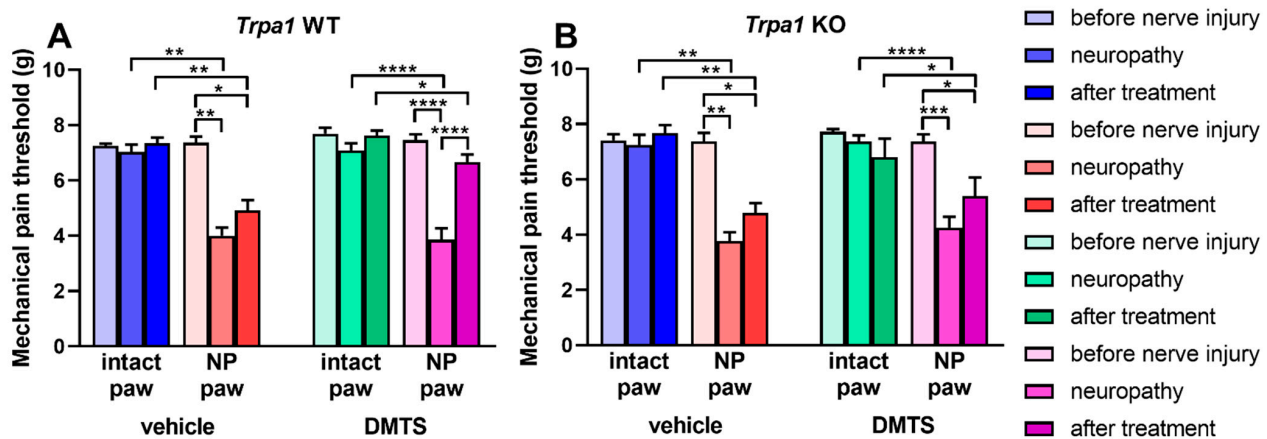 A
Trpa1 WT
Mechanical pain threshold (g)
10
8
6
4
2
0
**
**
*
**
****
*
****
****
intact paw
NP paw
intact paw
NP paw
vehicle
DMTS
B
Trpa1 KO
Mechanical pain threshold (g)
10
8
6
4
2
0
**
**
*
**
****
*
*
***
intact paw
NP paw
intact paw
NP paw
vehicle
DMTS
before nerve injury
neuropathy
after treatment
before nerve injury
neuropathy
after treatment
before nerve injury
neuropathy
after treatment
before nerve injury
neuropathy
after treatment